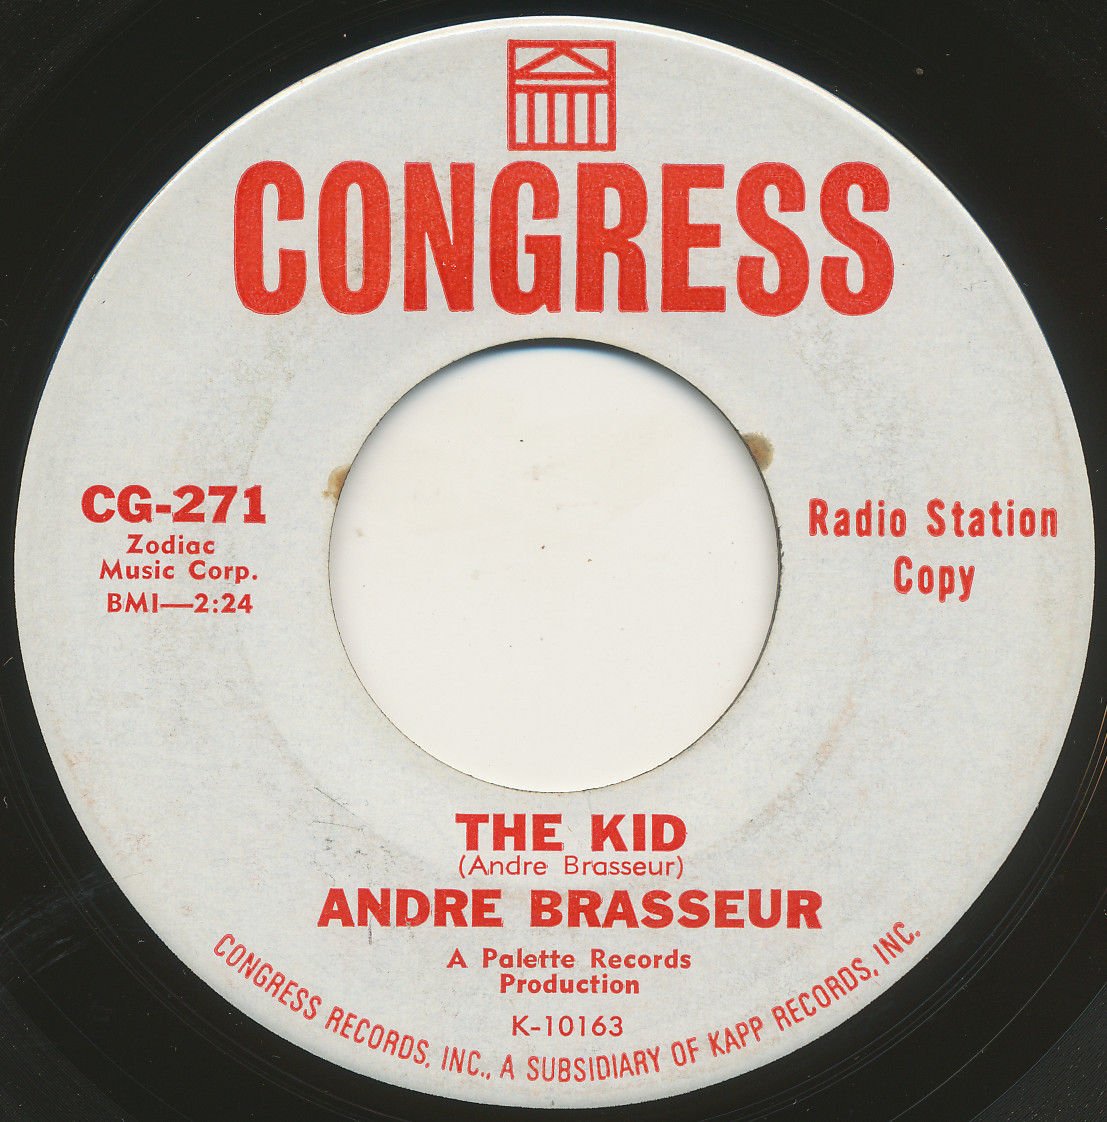 CONGRESS
CG-271
Zodiac
Music Corp.
BMI—2:24
Radio Station
Copy
THE KID
(Andre Brasseur)
ANDRE BRASSEUR
A Palette Records
Production
K-10163
CONGRESS RECORDS, INC., A SUBSIDIARY OF KAPP RECORDS, INC.